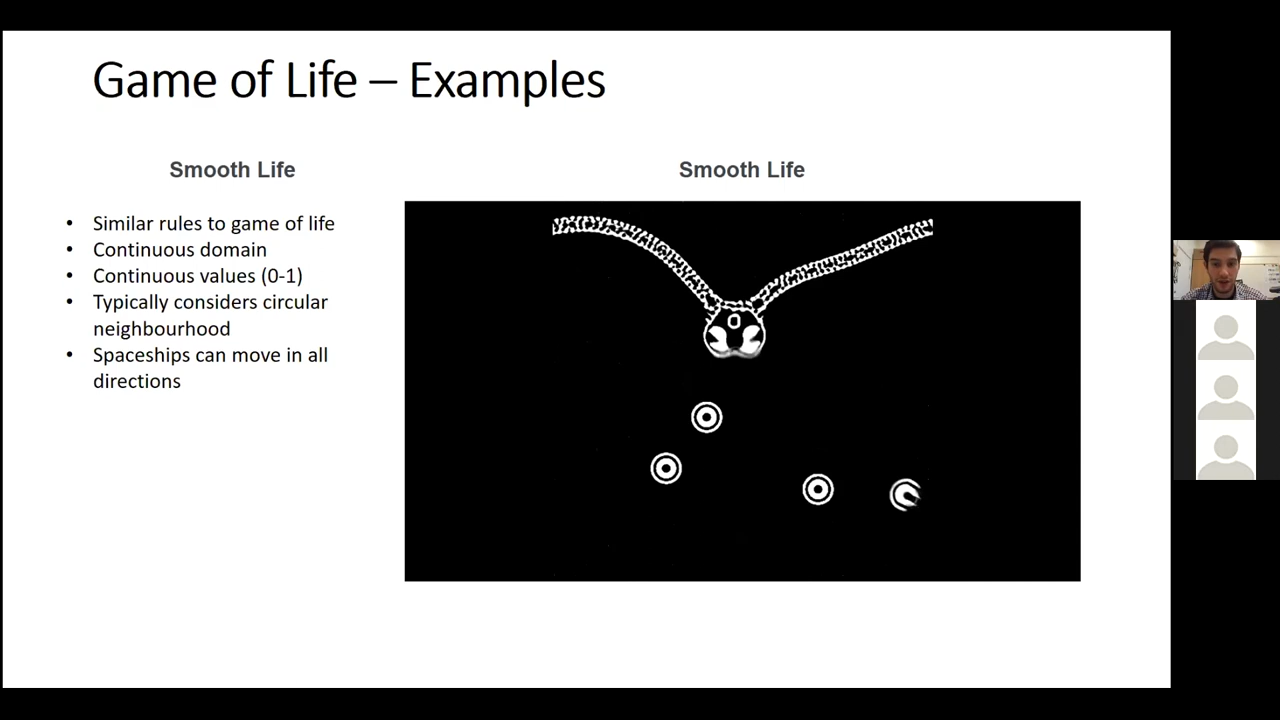 Game of Life – Examples
Smooth Life
Smooth Life
• Similar rules to game of life
• Continuous domain
• Continuous values (0-1)
• Typically considers circular
neighbourhood
• Spaceships can move in all
directions